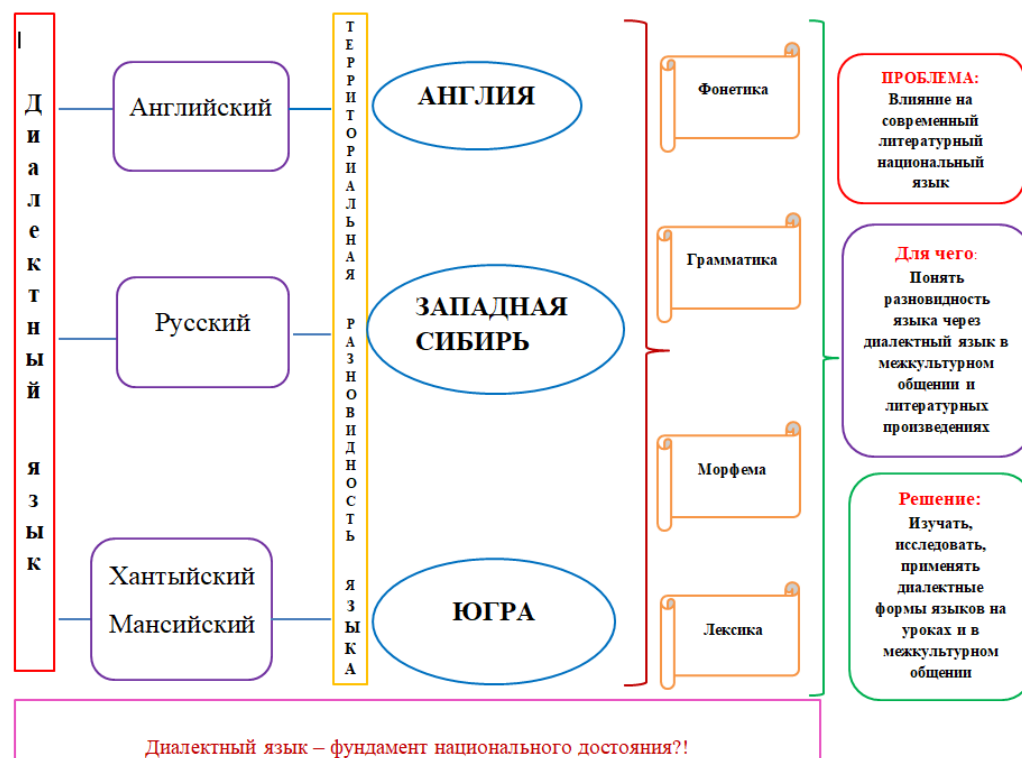 Диалектный язык
Английский
Русский
Хантыйский
Мансийский
ТЕРРИТОРИАЛЬНАЯ РАЗНОВИДНОСТЬ ЯЗЫКА
АНГЛИЯ
ЗАПАДНАЯ
СИБИРЬ
ЮГРА
Фонетика
Грамматика
Морфема
Лексика
ПРОБЛЕМА:
Влияние на
современный
литературный
национальный
язык
Для чего:
Понять
разновидность
языка через
диалектный язык в
межкультурном
общении и
литературных
произведениях
Решение:
Изучать,
исследовать,
применять
диалектные
формы языков на
уроках и в
межкультурном
общении
Диалектный язык – фундамент национального достояния?!